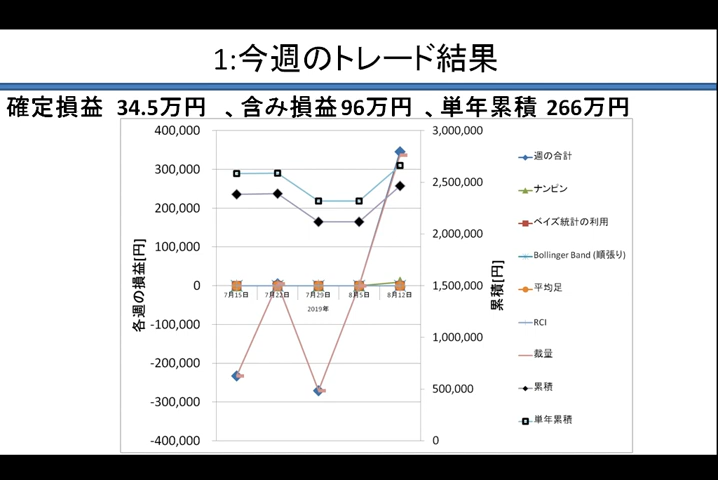 1:今週のトレード結果
確定損益 34.5万円 、含み損益96万円 、単年累積 266万円
400,000
300,000
200,000
100,000
0
-100,000
-200,000
-300,000
-400,000
各週の損益[円]
7月15日 7月22日 7月29日 8月5日 8月12日
2019年
3,000,000
2,500,000
2,000,000
1,500,000
1,000,000
500,000
0
累積[円]
週の合計
ナンピン
ベイズ統計の利用
Bollinger Band (順張り)
平均足
RCI
裁量
累積
単年累積